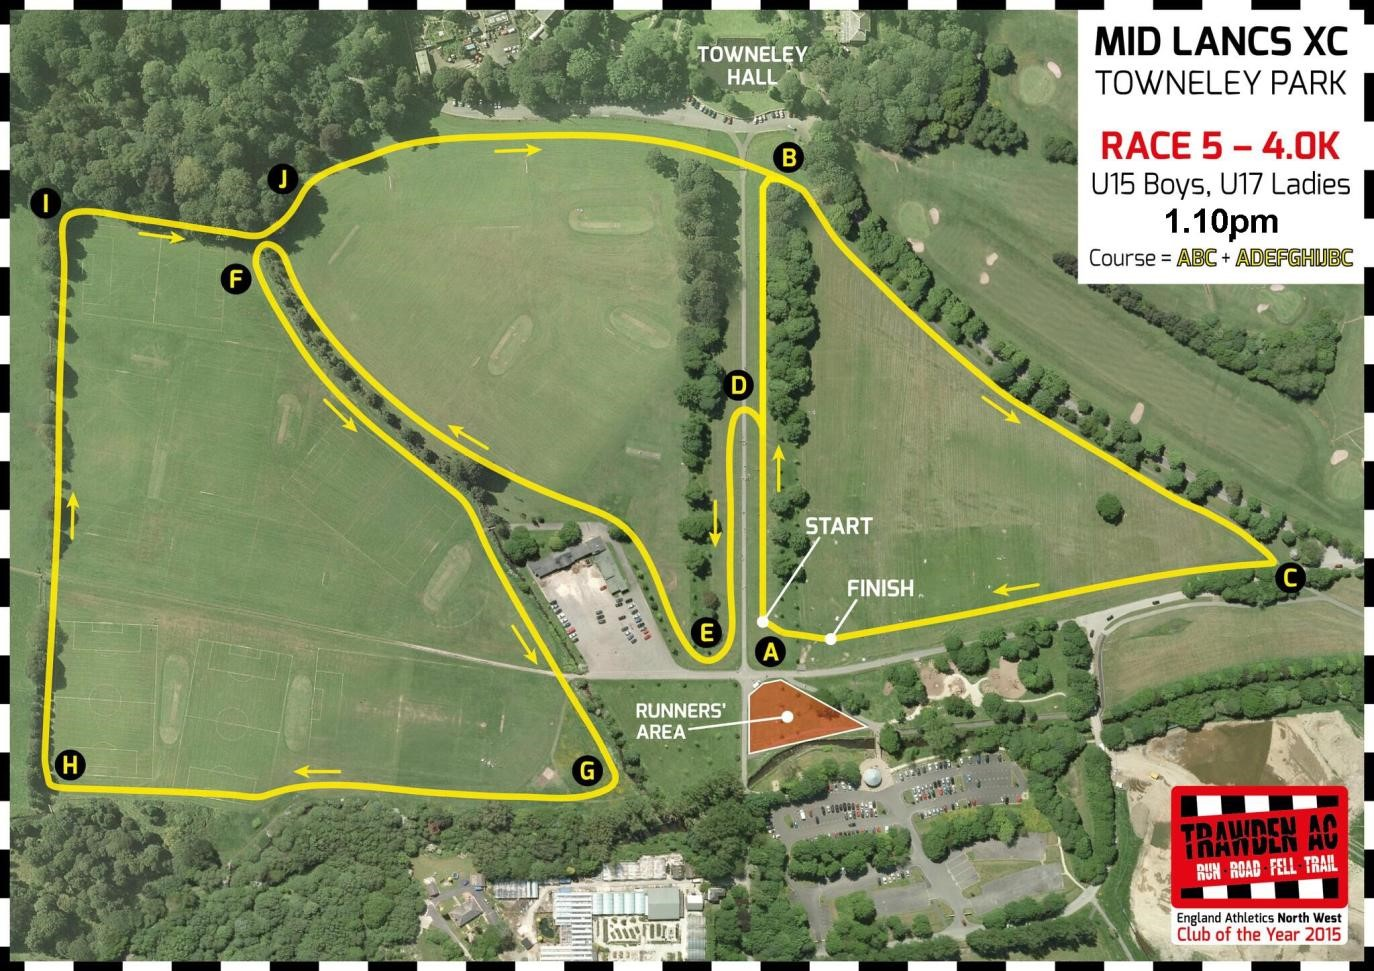 MID LANCS XC
TOWNELEY PARK
RACE 5 – 4.0K
U15 Boys, U17 Ladies
1.10pm
Course = ABC + ADEFGHIJBC
TOWNELEY
HALL
B
J
I
F
D
START
FINISH
C
E
A
RUNNERS'
AREA
H
G
TRAWDEN AC
RUN · ROAD · FELL · TRAIL
England Athletics North West
Club of the Year 2015